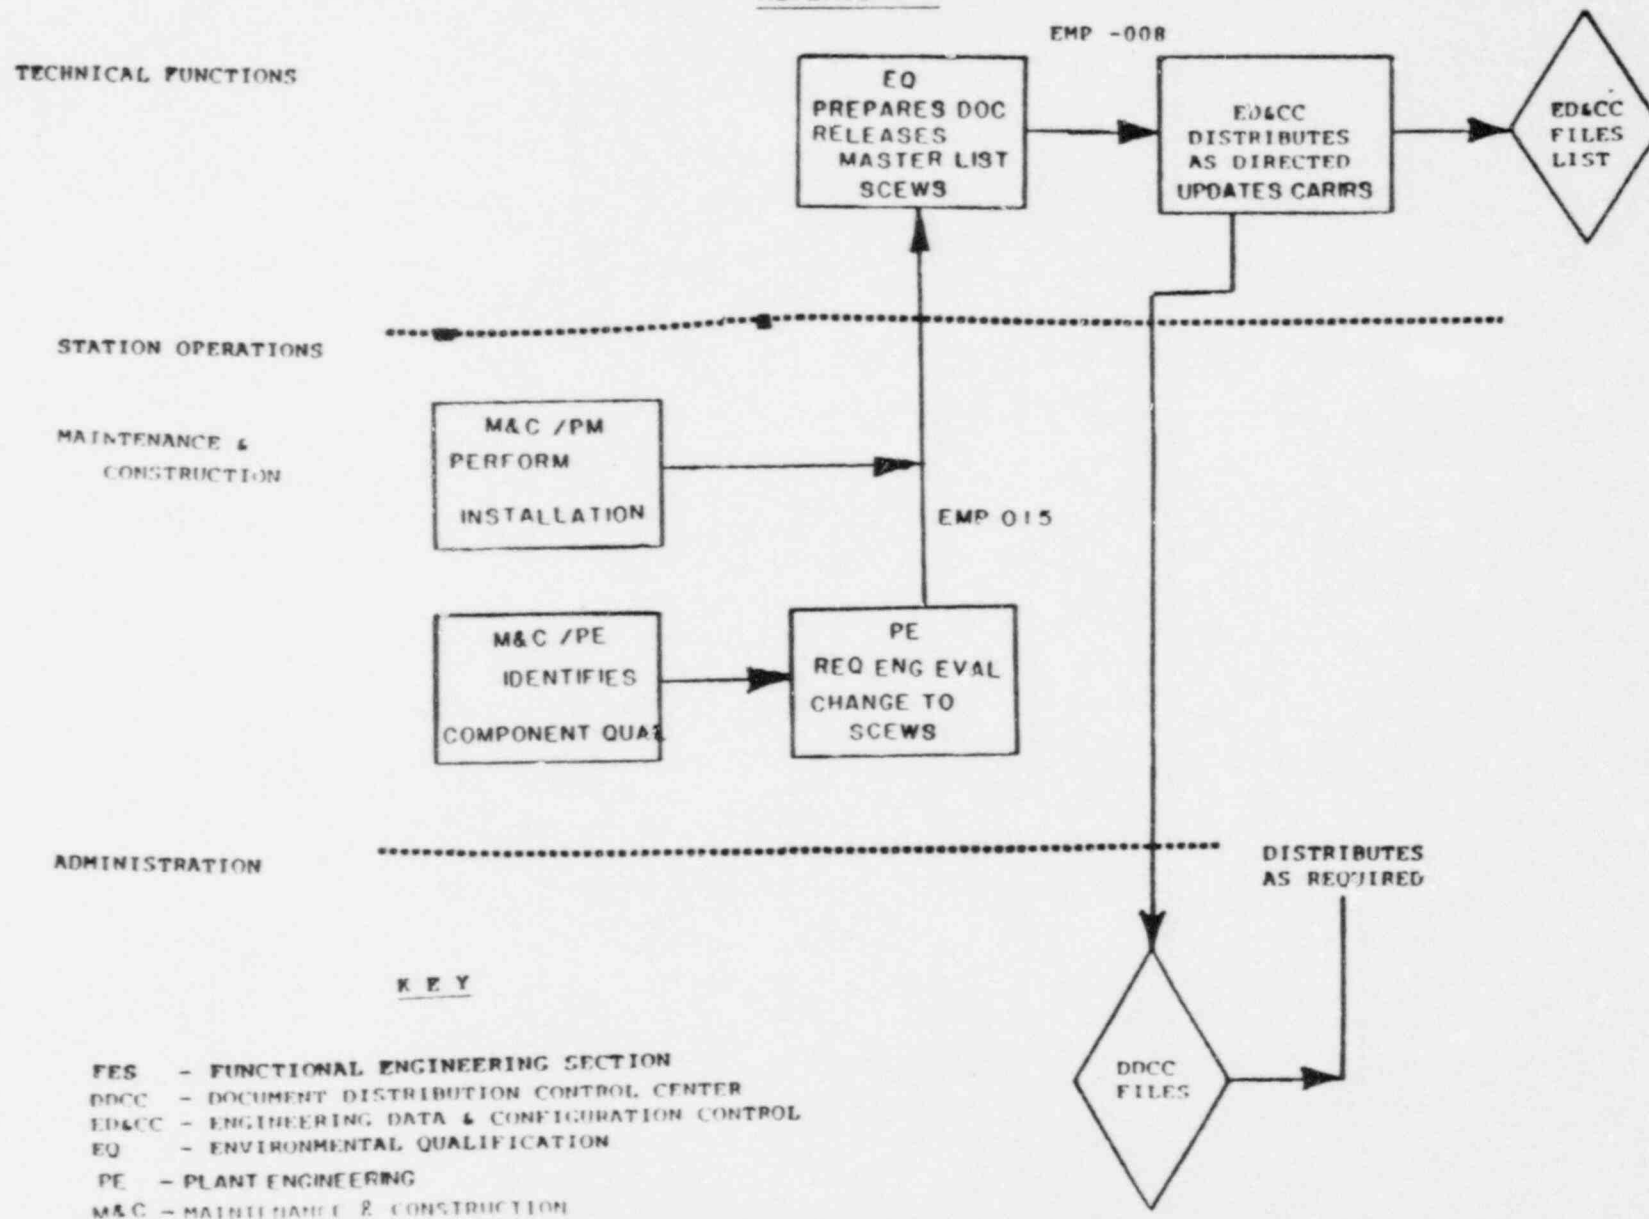 EMP -008
TECHNICAL FUNCTIONS
EQ
PREPARES DOC
RELEASES
MASTER LIST
SCEWS
ED&CC
DISTRIBUTES
AS DIRECTED
UPDATES CARIRS
ED&CC
FILES
LIST
STATION OPERATIONS
MAINTENANCE &
CONSTRUCTION
M&C /PM
PERFORM
INSTALLATION
EMP 015
M&C /PE
IDENTIFIES
COMPONENT QUAL
PE
REQ ENG EVAL
CHANGE TO
SCEWS
ADMINISTRATION
DISTRIBUTES
AS REQUIRED
DDCC
FILES
K E Y
FES - FUNCTIONAL ENGINEERING SECTION
DDCC - DOCUMENT DISTRIBUTION CONTROL CENTER
ED&CC - ENGINEERING DATA & CONFIGURATION CONTROL
EQ - ENVIRONMENTAL QUALIFICATION
PE - PLANT ENGINEERING
M&C - MAINTENANCE & CONSTRUCTION